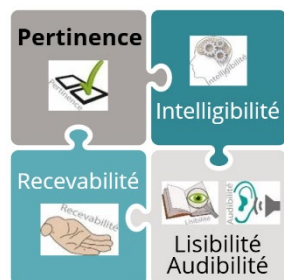 Pertinence
Pertinence
Intelligibilité
Intelligibilité
Recevabilité
Recevabilité
Lisibilité
Audibilité
Lisibilité
Audibilité